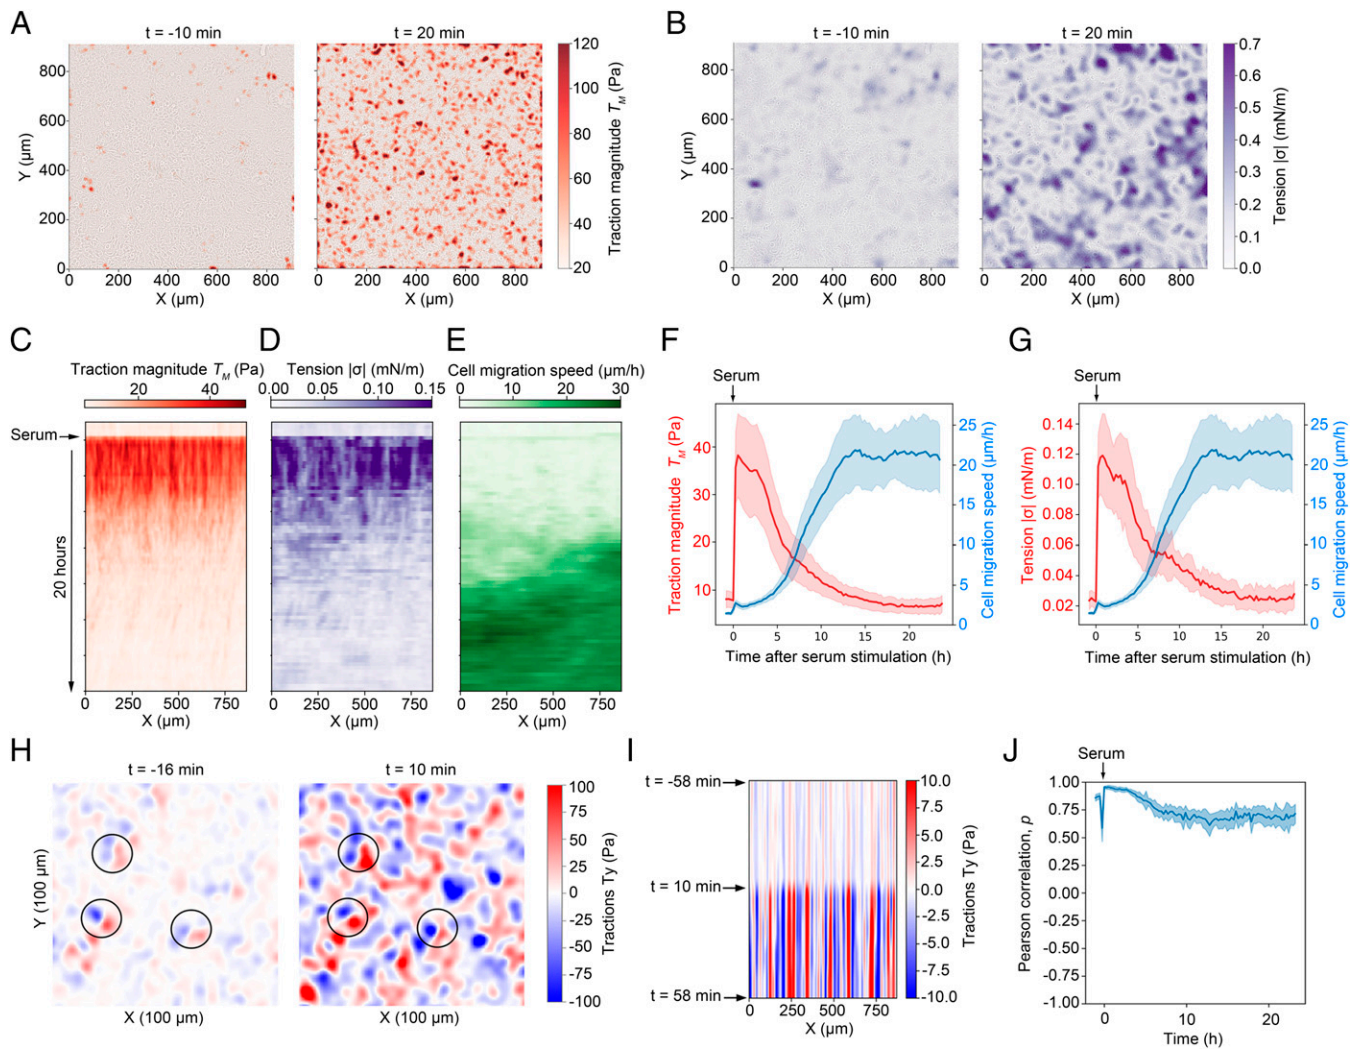 A
t = -10 min
t = 20 min
800
600
400
200
0
Y (µm)
0 200 400 600 800
X (µm)
0 200 400 600 800
X (µm)
120
100
80
60
40
20
Traction magnitude T_M (Pa)
B
t = -10 min
t = 20 min
800
600
400
200
0
Y (µm)
0 200 400 600 800
X (µm)
0 200 400 600 800
X (µm)
0.7
0.6
0.5
0.4
0.3
0.2
0.1
0.0
Tension |σ| (mN/m)
C
Traction magnitude T_M (Pa)
20 40
Serum
20 hours
0 250 500 750
X (µm)
D
Tension |σ| (mN/m)
0.00 0.05 0.10 0.15
0 250 500 750
X (µm)
E
Cell migration speed (µm/h)
0 10 20 30
0 250 500 750
X (µm)
F
Serum
40
30
20
10
Traction magnitude T_M (Pa)
25
20
15
10
5
0
Cell migration speed (µm/h)
0 5 10 15 20
Time after serum stimulation (h)
G
Serum
0.14
0.12
0.10
0.08
0.06
0.04
0.02
Tension |σ| (mN/m)
25
20
15
10
5
0
Cell migration speed (µm/h)
0 5 10 15 20
Time after serum stimulation (h)
H
t = -16 min
t = 10 min
Y (100 µm)
X (100 µm)
X (100 µm)
100
75
50
25
0
-25
-50
-75
-100
Tractions Ty (Pa)
I
t = -58 min
t = 10 min
t = 58 min
0 250 500 750
X (µm)
10.0
7.5
5.0
2.5
0.0
-2.5
-5.0
-7.5
-10.0
Tractions Ty (Pa)
J
Serum
1.00
0.75
0.50
0.25
0.00
-0.25
-0.50
-0.75
-1.00
Pearson correlation, p
0 10 20
Time (h)